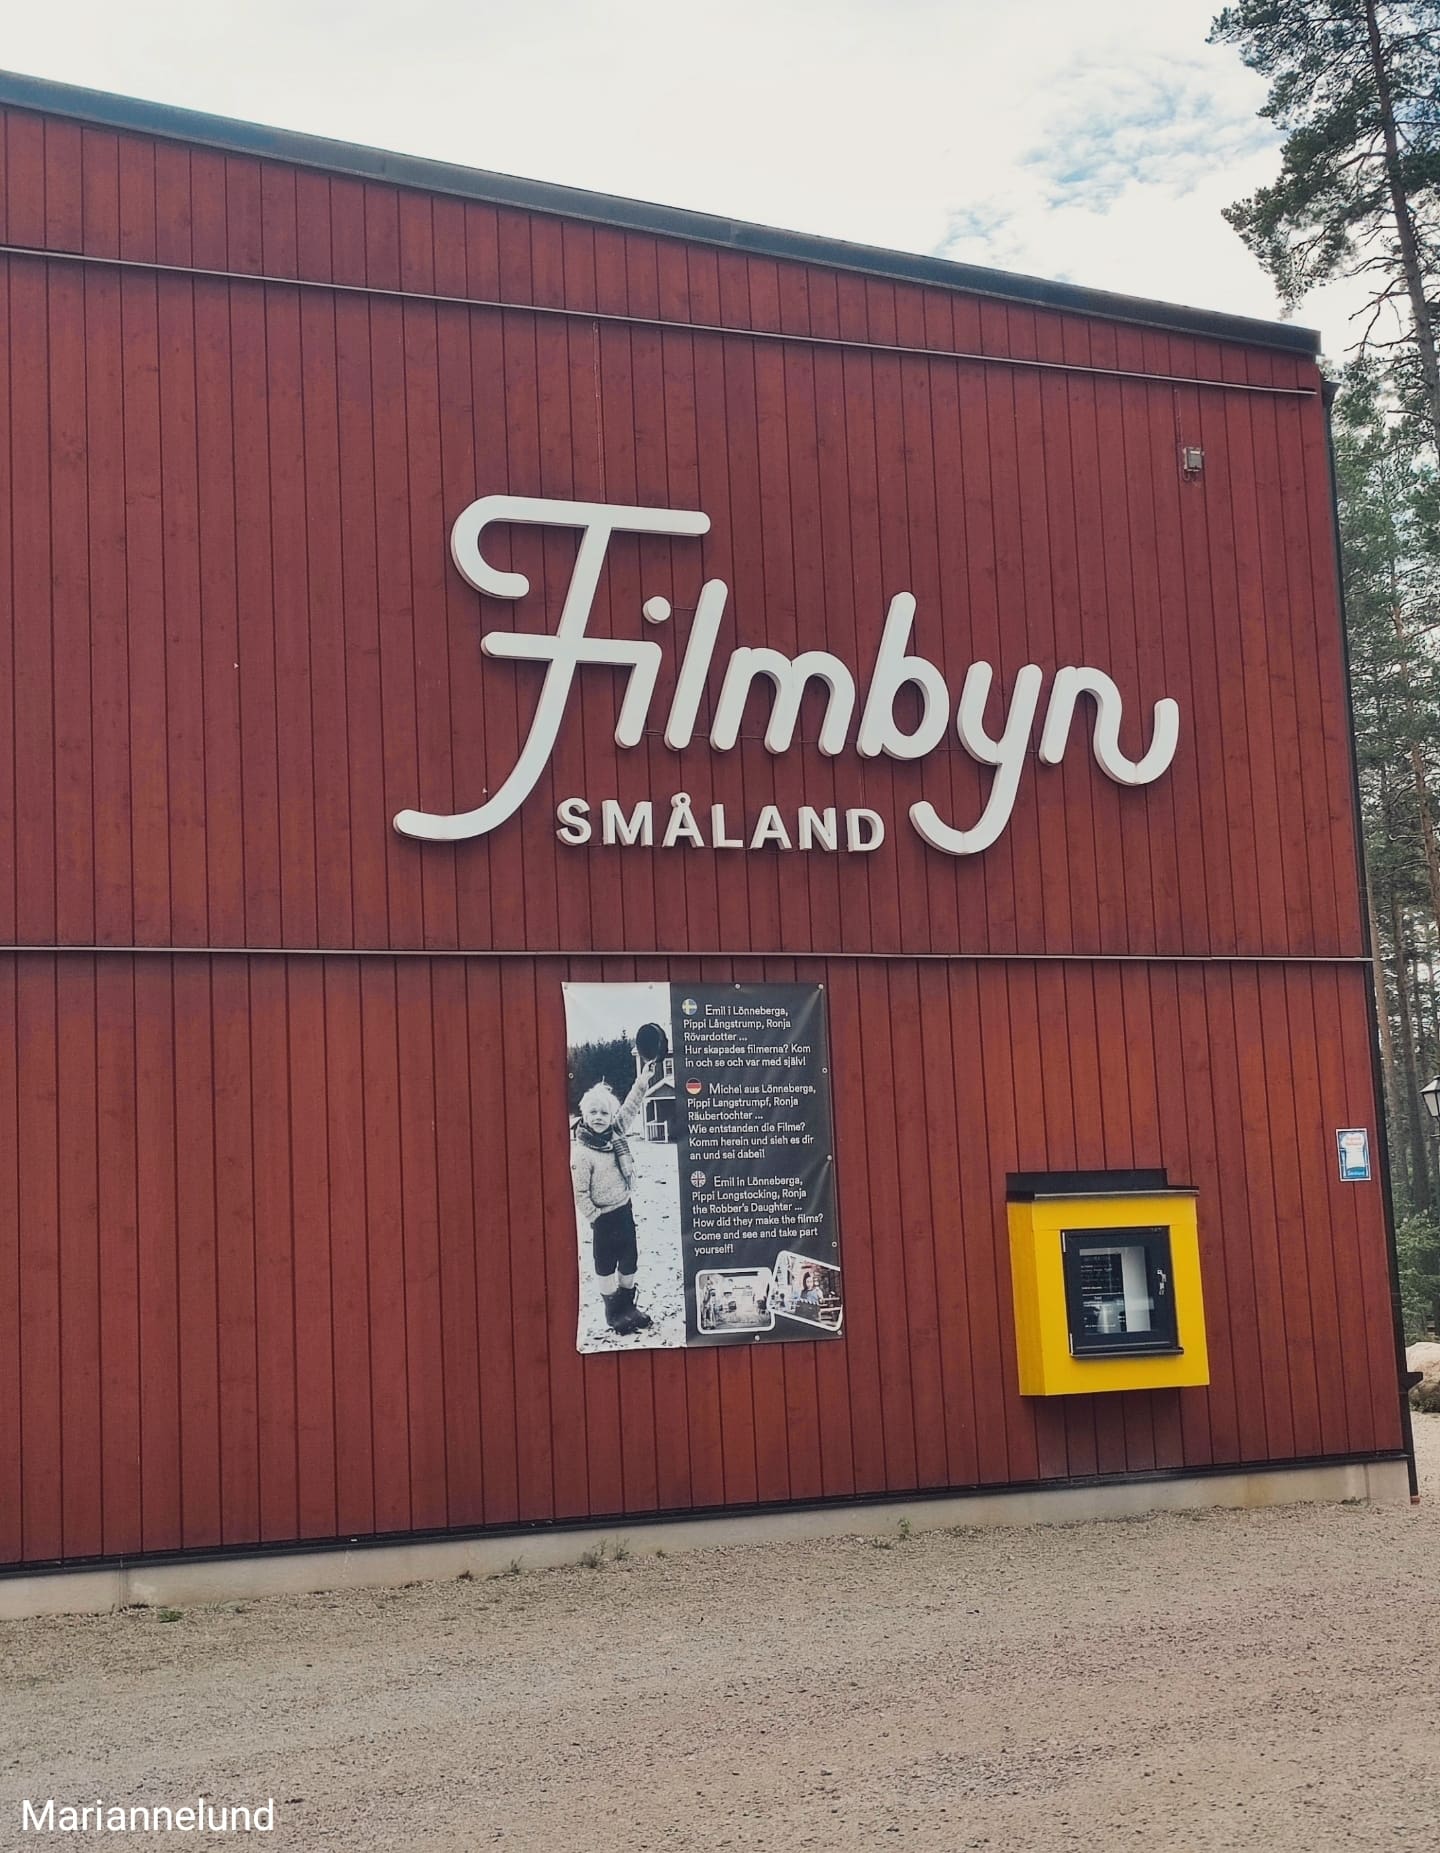 Filmbyn
SMÅLAND
Emil i Lönneberga,
Pippi Långstrump, Ronja
Rövardotter ...
Hur skapades filmerna? Kom
in och se och var med själv!
Michel aus Lönneberga,
Pippi Langstrumpf, Ronja
Räubertochter ...
Wie entstanden die Filme?
Komm herein und sieh es dir
an und sei dabei!
Emil in Lönneberga,
Pippi Longstocking, Ronja
the Robber's Daughter ...
How did they make the films?
Come and see and take part
yourself!
Mariannelund